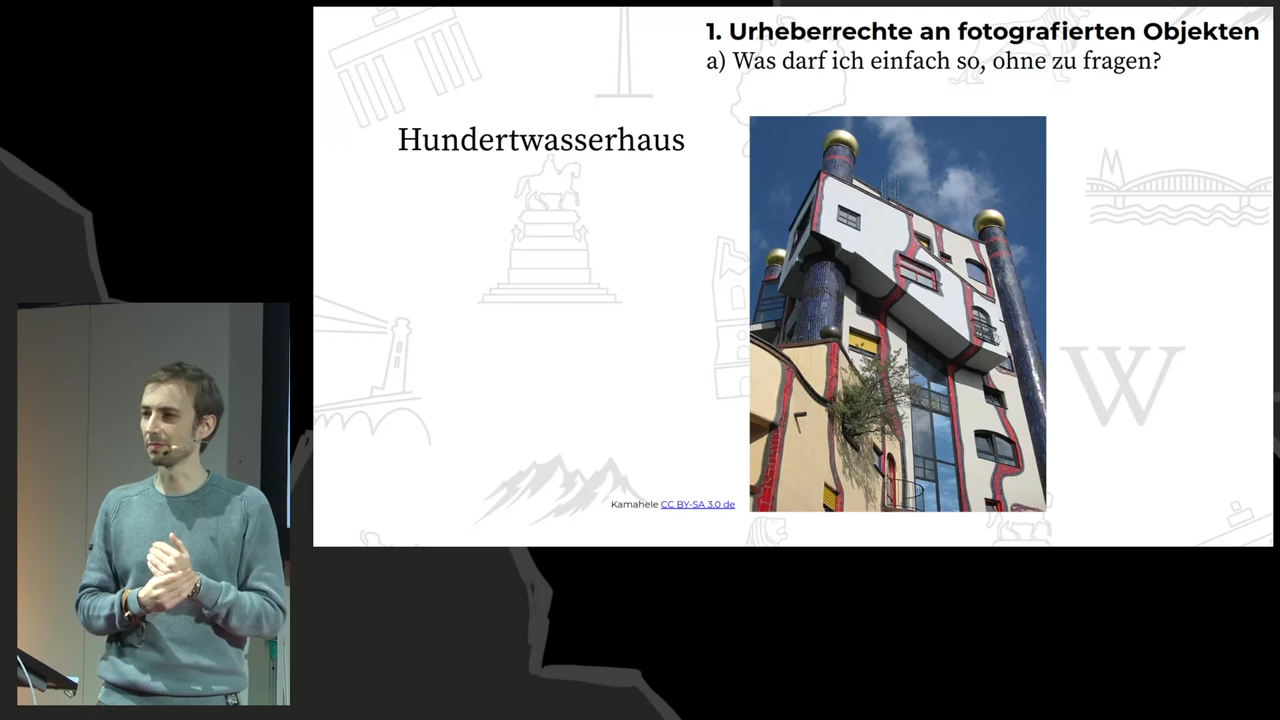 1. Urheberrechte an fotografierten Objekten
a) Was darf ich einfach so, ohne zu fragen?
Hundertwasserhaus
W
Kamahele CC BY-SA 3.0 de